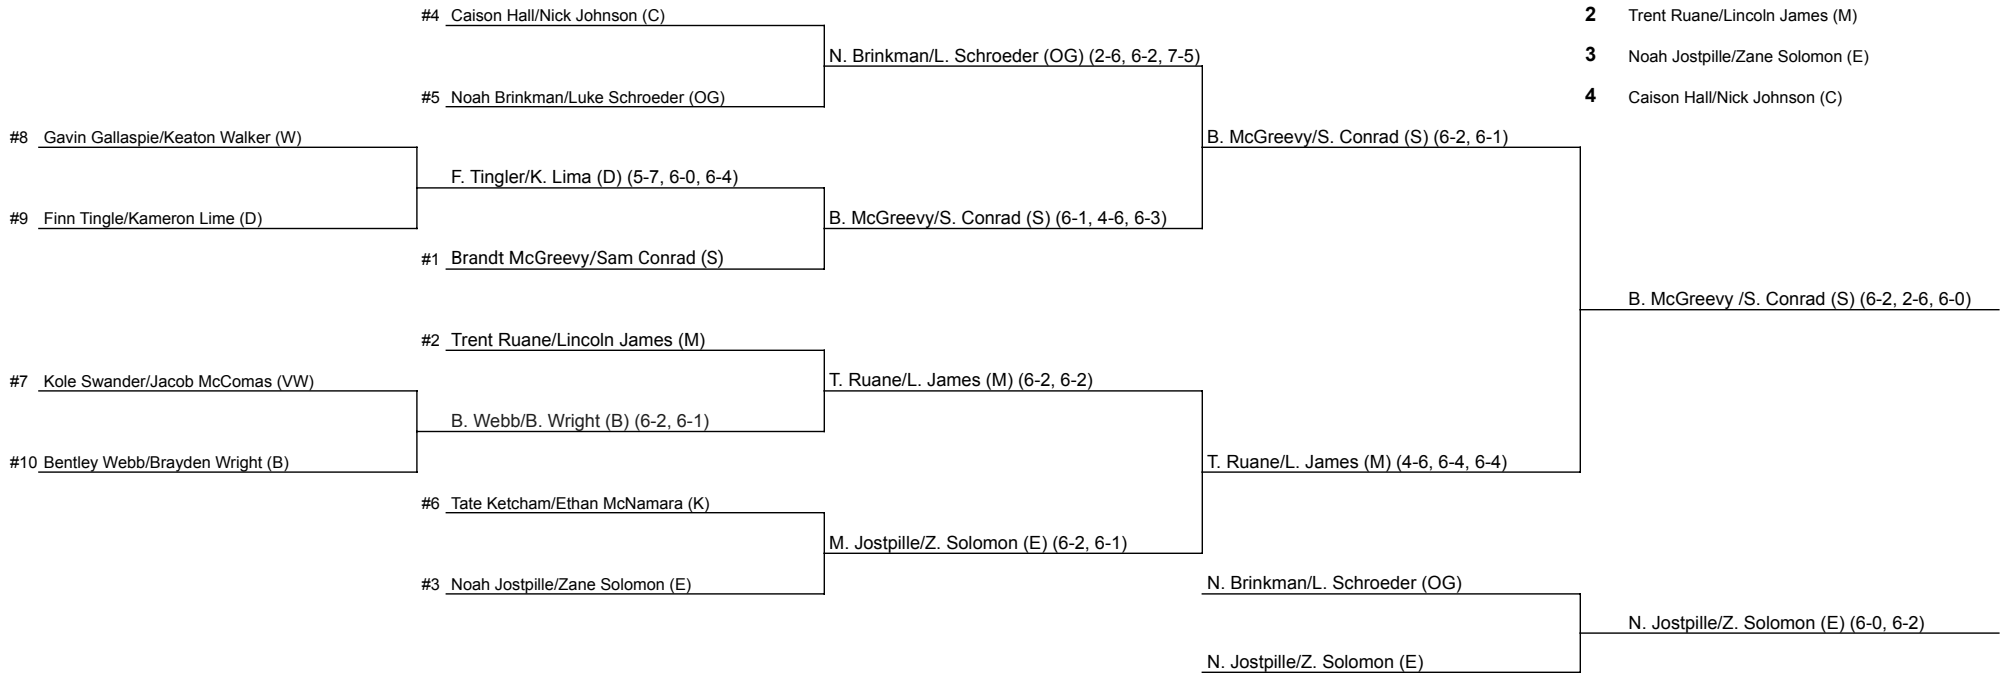 #4 Caison Hall/Nick Johnson (C)
2 Trent Ruane/Lincoln James (M)
N. Brinkman/L. Schroeder (OG) (2-6, 6-2, 7-5)
3 Noah Jostpille/Zane Solomon (E)
#5 Noah Brinkman/Luke Schroeder (OG)
4 Caison Hall/Nick Johnson (C)
#8 Gavin Gallaspie/Keaton Walker (W)
B. McGreevy/S. Conrad (S) (6-2, 6-1)
F. Tingler/K. Lima (D) (5-7, 6-0, 6-4)
#9 Finn Tingle/Kameron Lime (D)
B. McGreevy/S. Conrad (S) (6-1, 4-6, 6-3)
#1 Brandt McGreevy/Sam Conrad (S)
B. McGreevy /S. Conrad (S) (6-2, 2-6, 6-0)
#2 Trent Ruane/Lincoln James (M)
#7 Kole Swander/Jacob McComas (VW)
T. Ruane/L. James (M) (6-2, 6-2)
B. Webb/B. Wright (B) (6-2, 6-1)
#10 Bentley Webb/Brayden Wright (B)
T. Ruane/L. James (M) (4-6, 6-4, 6-4)
#6 Tate Ketcham/Ethan McNamara (K)
M. Jostpille/Z. Solomon (E) (6-2, 6-1)
#3 Noah Jostpille/Zane Solomon (E)
N. Brinkman/L. Schroeder (OG)
N. Jostpille/Z. Solomon (E) (6-0, 6-2)
N. Jostpille/Z. Solomon (E)